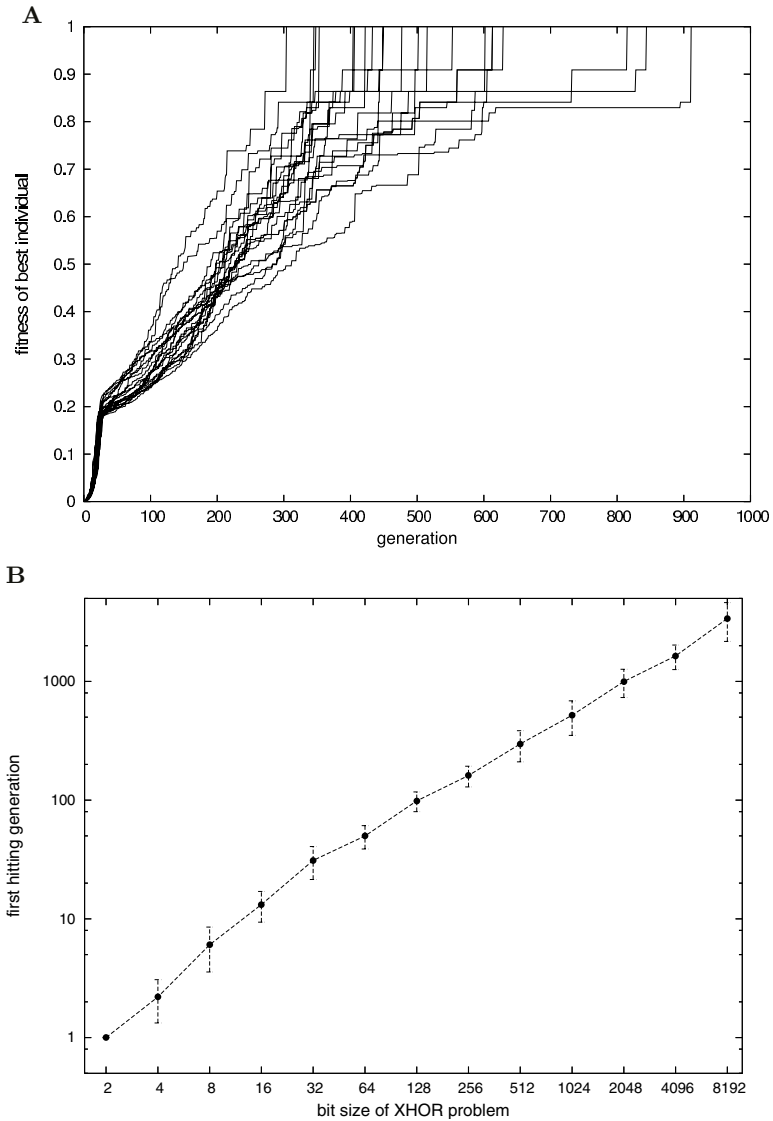 A
1
0.9
0.8
0.7
0.6
0.5
0.4
0.3
0.2
0.1
0
fitness of best individual
0 100 200 300 400 500 600 700 800 900 1000
generation
B
1000
100
10
1
first hitting generation
2 4 8 16 32 64 128 256 512 1024 2048 4096 8192
bit size of XHOR problem